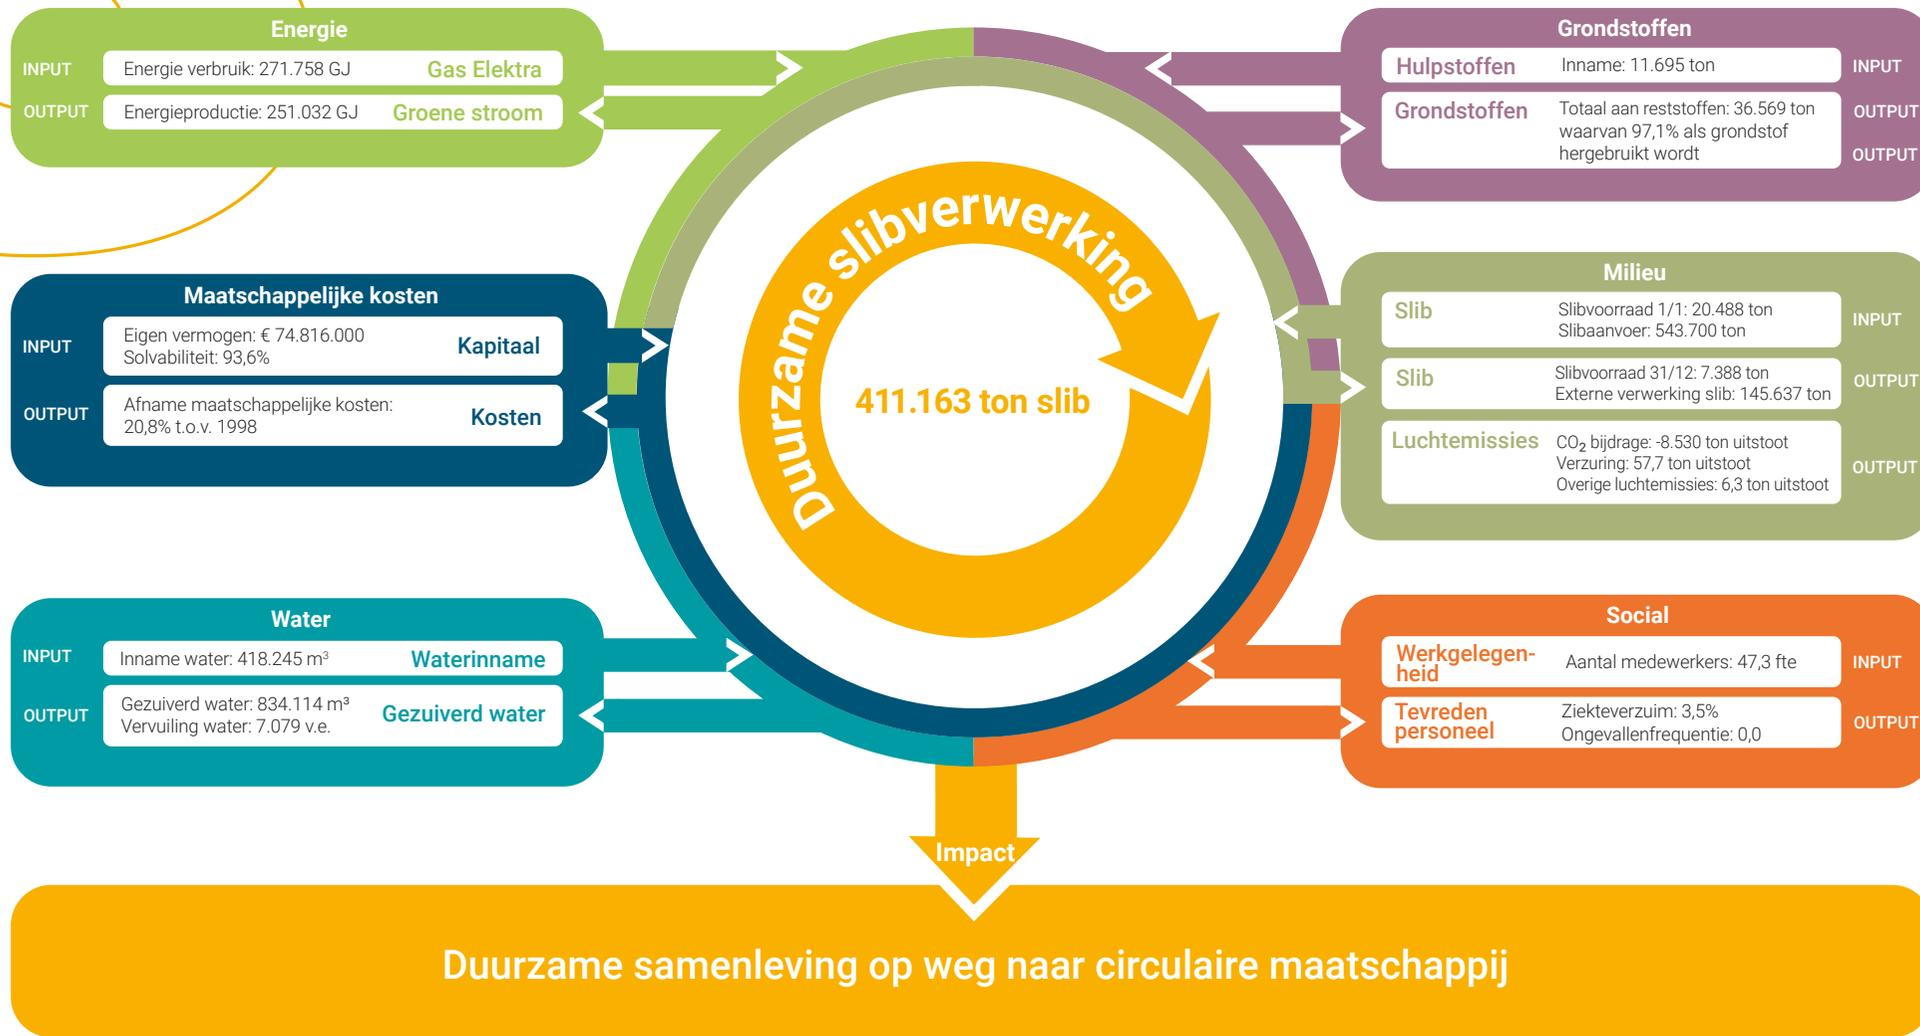 Energie
INPUT
Energie verbruik: 271.758 GJ
Gas Elektra
OUTPUT
Energieproductie: 251.032 GJ
Groene stroom
Maatschappelijke kosten
INPUT
Eigen vermogen: € 74.816.000
Solvabiliteit: 93,6%
Kapitaal
OUTPUT
Afname maatschappelijke kosten:
20,8% t.o.v. 1998
Kosten
Water
INPUT
Inname water: 418.245 m³
Waterinname
OUTPUT
Gezuiverd water: 834.114 m³
Vervuiling water: 7.079 v.e.
Gezuiverd water
Duurzame slibverwerking
411.163 ton slib
Grondstoffen
Hulpstoffen
Inname: 11.695 ton
INPUT
Grondstoffen
Totaal aan reststoffen: 36.569 ton
waarvan 97,1% als grondstof
hergebruikt wordt
OUTPUT
OUTPUT
Milieu
Slib
Slibvoorraad 1/1: 20.488 ton
Slibaanvoer: 543.700 ton
INPUT
Slib
Slibvoorraad 31/12: 7.388 ton
Externe verwerking slib: 145.637 ton
OUTPUT
Luchtemissies
CO₂ bijdrage: -8.530 ton uitstoot
Verzuring: 57,7 ton uitstoot
Overige luchtemissies: 6,3 ton uitstoot
OUTPUT
Social
Werkgelegen-
heid
Aantal medewerkers: 47,3 fte
INPUT
Tevreden
personeel
Ziekteverzuim: 3,5%
Ongevallenfrequentie: 0,0
OUTPUT
Impact
Duurzame samenleving op weg naar circulaire maatschappij